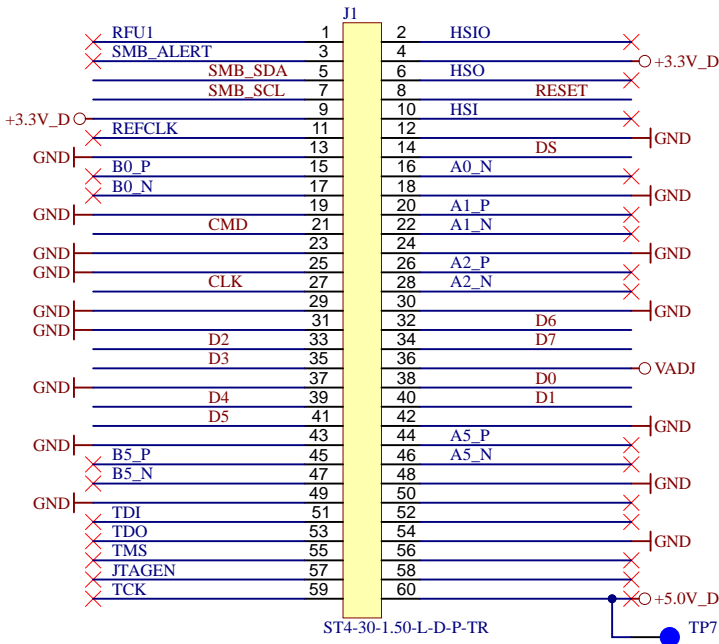 J1
RFU1 1 2 HSIO
SMB_ALERT 3 4 +3.3V_D
SMB_SDA 5 6 HSO
SMB_SCL 7 8 RESET
+3.3V_D 9 10 HSI
REFCLK 11 12 GND
GND 13 14 DS
B0_P 15 16 A0_N
B0_N 17 18 GND
GND 19 20 A1_P
CMD 21 22 A1_N
GND 23 24 GND
GND 25 26 A2_P
CLK 27 28 A2_N
GND 29 30 GND
GND 31 32 D6
D2 33 34 D7
D3 35 36 VADJ
GND 37 38 D0
D4 39 40 D1
D5 41 42 GND
GND 43 44 A5_P
B5_P 45 46 A5_N
B5_N 47 48 GND
GND 49 50
TDI 51 52
TDO 53 54 GND
TMS 55 56
JTAGEN 57 58
TCK 59 60 +5.0V_D
ST4-30-1.50-L-D-P-TR TP7